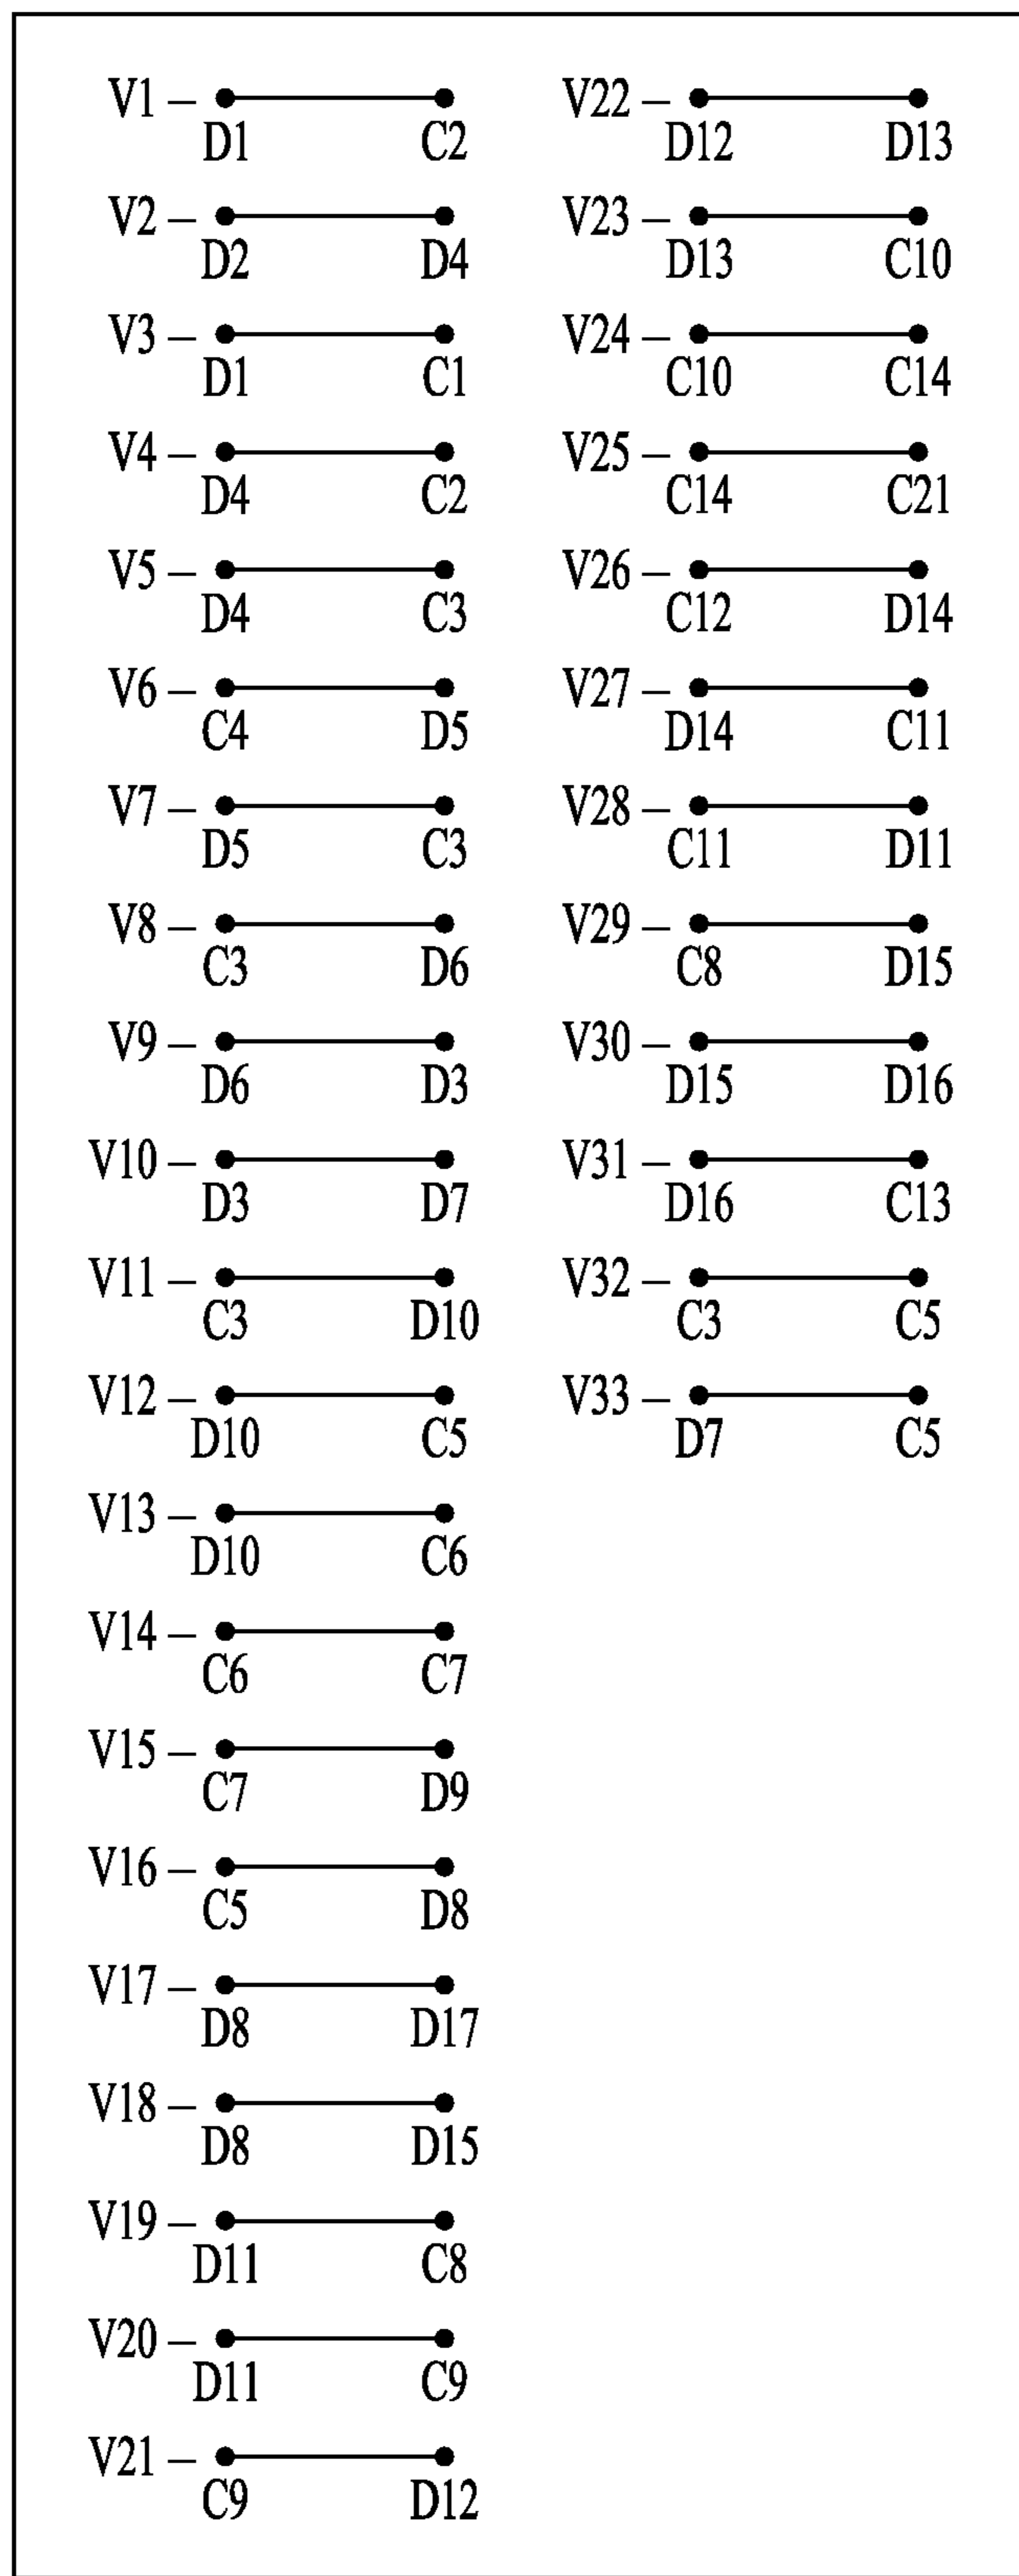 V1 – D1 C2
V2 – D2 D4
V3 – D1 C1
V4 – D4 C2
V5 – D4 C3
V6 – C4 D5
V7 – D5 C3
V8 – C3 D6
V9 – D6 D3
V10 – D3 D7
V11 – C3 D10
V12 – D10 C5
V13 – D10 C6
V14 – C6 C7
V15 – C7 D9
V16 – C5 D8
V17 – D8 D17
V18 – D8 D15
V19 – D11 C8
V20 – D11 C9
V21 – C9 D12
V22 – D12 D13
V23 – D13 C10
V24 – C10 C14
V25 – C14 C21
V26 – C12 D14
V27 – D14 C11
V28 – C11 D11
V29 – C8 D15
V30 – D15 D16
V31 – D16 C13
V32 – C3 C5
V33 – D7 C5